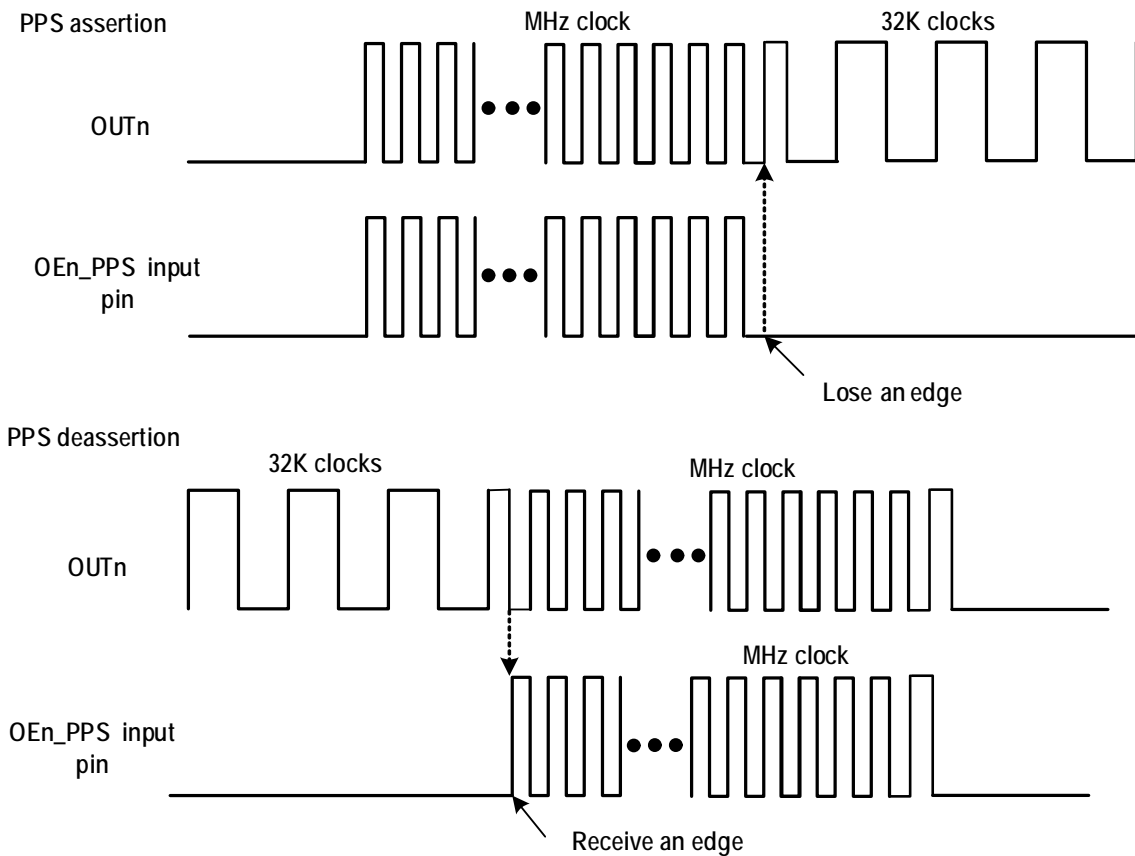 PPS assertion
MHz clock
32K clocks
OUTn
OEn_PPS input
pin
Lose an edge
PPS deassertion
32K clocks
MHz clock
OUTn
MHz clock
OEn_PPS input
pin
Receive an edge